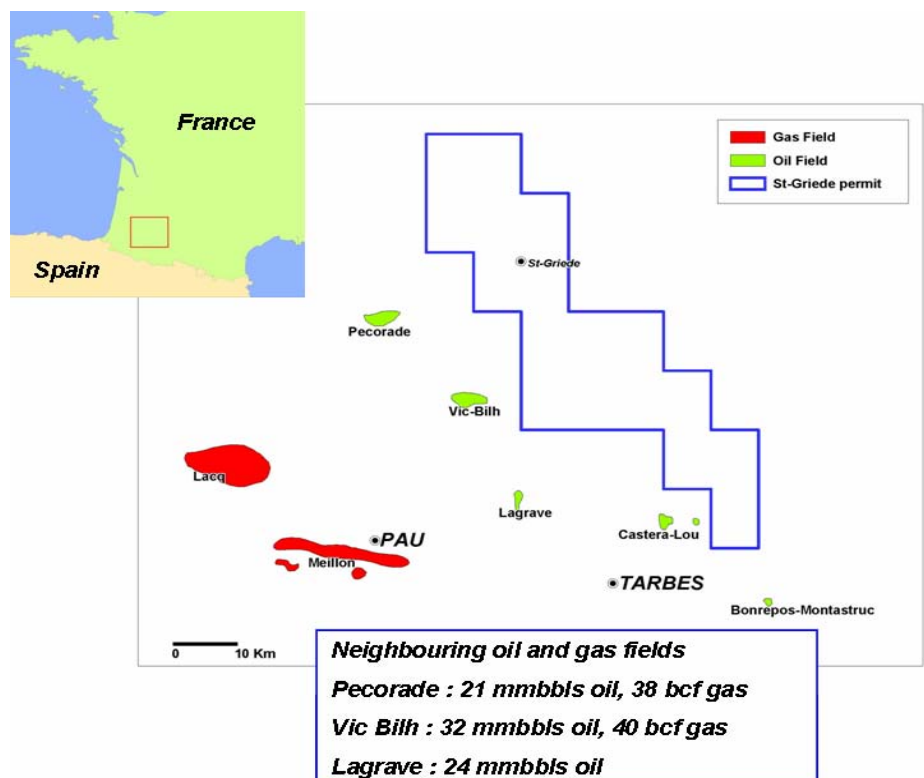 France
Spain
Gas Field
Oil Field
St-Griede permit
St-Griede
Pecorade
Vic-Bilh
Lacq
Lagrave
Castera-Lou
PAU
Meillon
TARBES
Bonrepos-Montastruc
0 10 Km
Neighbouring oil and gas fields
Pecorade : 21 mmbbls oil, 38 bcf gas
Vic Bilh : 32 mmbbls oil, 40 bcf gas
Lagrave : 24 mmbbls oil